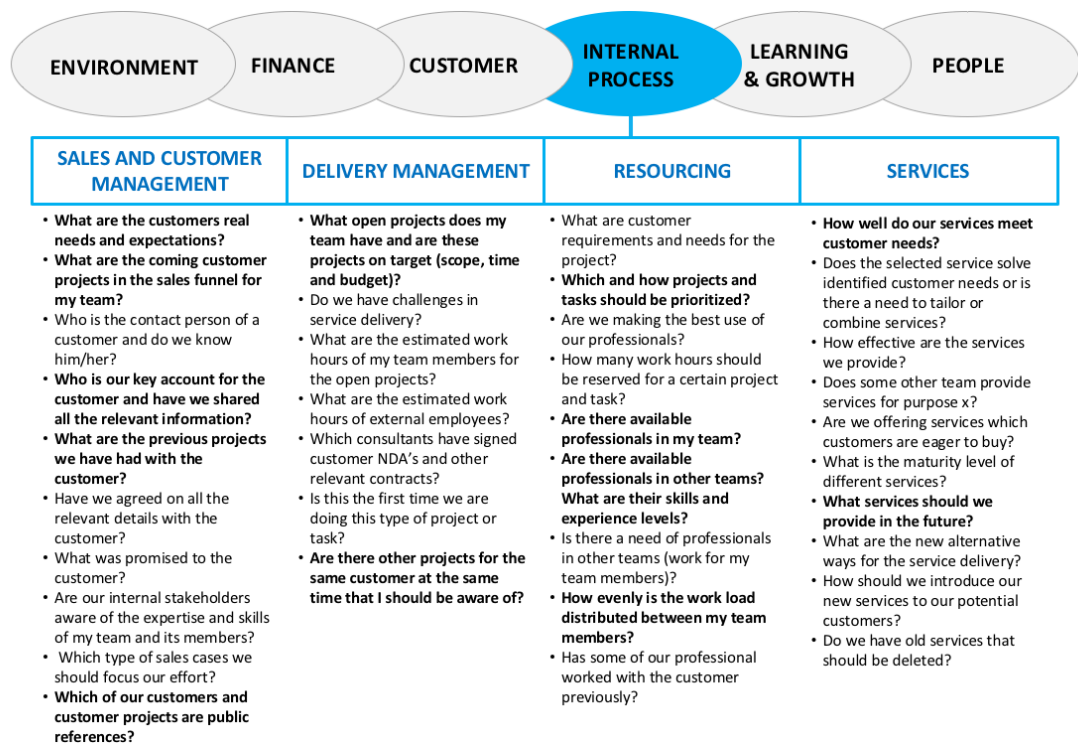 ENVIRONMENT
FINANCE
CUSTOMER
INTERNAL
PROCESS
LEARNING
& GROWTH
PEOPLE
SALES AND CUSTOMER
MANAGEMENT
• What are the customers real
needs and expectations?
• What are the coming customer
projects in the sales funnel for
my team?
• Who is the contact person of a
customer and do we know
him/her?
• Who is our key account for the
customer and have we shared
all the relevant information?
• What are the previous projects
we have had with the
customer?
• Have we agreed on all the
relevant details with the
customer?
• What was promised to the
customer?
• Are our internal stakeholders
aware of the expertise and skills
of my team and its members?
• Which type of sales cases we
should focus our effort?
• Which of our customers and
customer projects are public
references?
DELIVERY MANAGEMENT
• What open projects does my
team have and are these
projects on target (scope, time
and budget)?
• Do we have challenges in
service delivery?
• What are the estimated work
hours of my team members for
the open projects?
• What are the estimated work
hours of external employees?
• Which consultants have signed
customer NDA's and other
relevant contracts?
• Is this the first time we are
doing this type of project or
task?
• Are there other projects for the
same customer at the same
time that I should be aware of?
RESOURCING
• What are customer
requirements and needs for the
project?
• Which and how projects and
tasks should be prioritized?
• Are we making the best use of
our professionals?
• How many work hours should
be reserved for a certain project
and task?
• Are there available
professionals in my team?
• Are there available
professionals in other teams?
What are their skills and
experience levels?
• Is there a need of professionals
in other teams (work for my
team members)?
• How evenly is the work load
distributed between my team
members?
• Has some of our professional
worked with the customer
previously?
SERVICES
• How well do our services meet
customer needs?
• Does the selected service solve
identified customer needs or is
there a need to tailor or
combine services?
• How effective are the services
we provide?
• Does some other team provide
services for purpose x?
• Are we offering services which
customers are eager to buy?
• What is the maturity level of
different services?
• What services should we
provide in the future?
• What are the new alternative
ways for the service delivery?
• How should we introduce our
new services to our potential
customers?
• Do we have old services that
should be deleted?